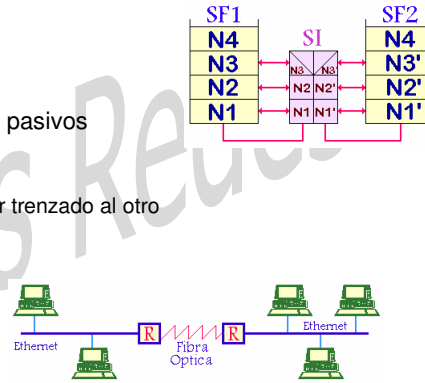 SF1 SI SF2
N4 N4
N3 N3 N3' N3'
N2 N2 N2' N2'
N1 N1 N1' N1'
pasivos
r trenzado al otro
s Redes
Ethernet R Fibra Optica R Ethernet